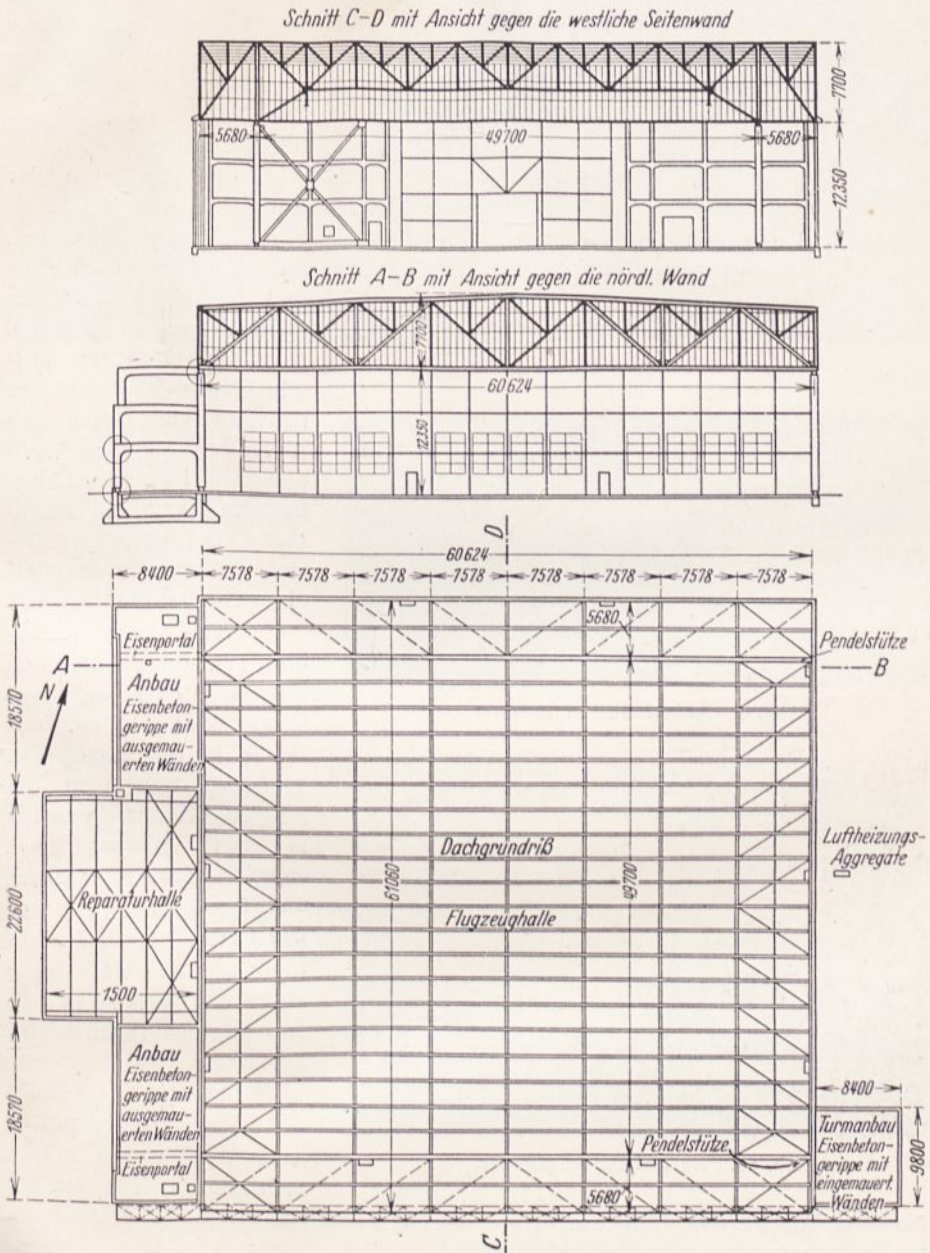 Schnitt C-D mit Ansicht gegen die westliche Seitenwand
7700
5680
49700
5680
12350
Schnitt A-B mit Ansicht gegen die nördl. Wand
7700
60624
12350
D
60624
8400
7578
7578
7578
7578
7578
7578
7578
7578
Eisenportal
5680
Pendelstütze
A
B
N
18570
Anbau
Eisenbeton-
gerippe mit
ausgemau-
erten Wänden
Dachgrundriß
61060
49700
Luftheizungs-
Aggregate
22600
Reparaturhalle
Flugzeughalle
1500
18570
Anbau
Eisenbeton-
gerippe mit
ausgemau-
erten Wänden
Eisenportal
8400
Pendelstütze
Turmanbau
Eisenbeton-
gerippe mit
eingemauert.
Wänden
9800
5680
C